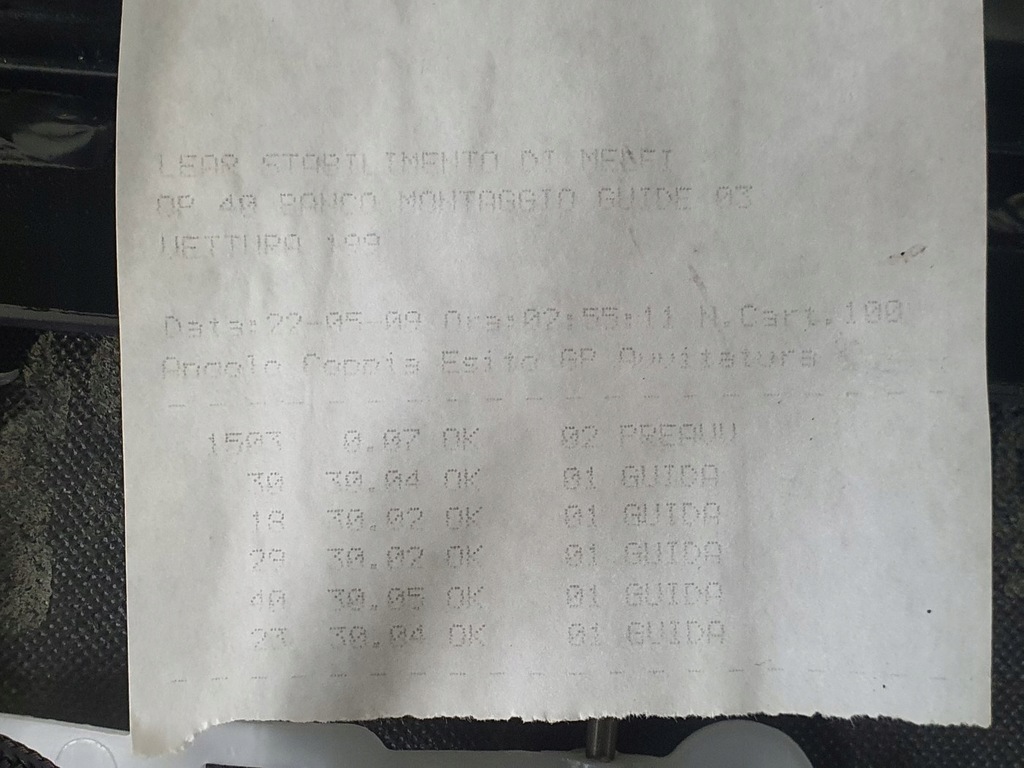 LEAR STABILIMENTO DI MELFI
OP 40 BANCO MONTAGGIO GUIDE 03
VETTURA 199
Data:22-05-09 Ora:02:55:11 N.Cart.100
Angolo Coppia Esito GP Avvitatura
1503 0.07 OK 02 PREAVV
30 30.04 OK 01 GUIDA
18 30.02 OK 01 GUIDA
29 30.02 OK 01 GUIDA
40 30.05 OK 01 GUIDA
23 30.04 OK 01 GUIDA